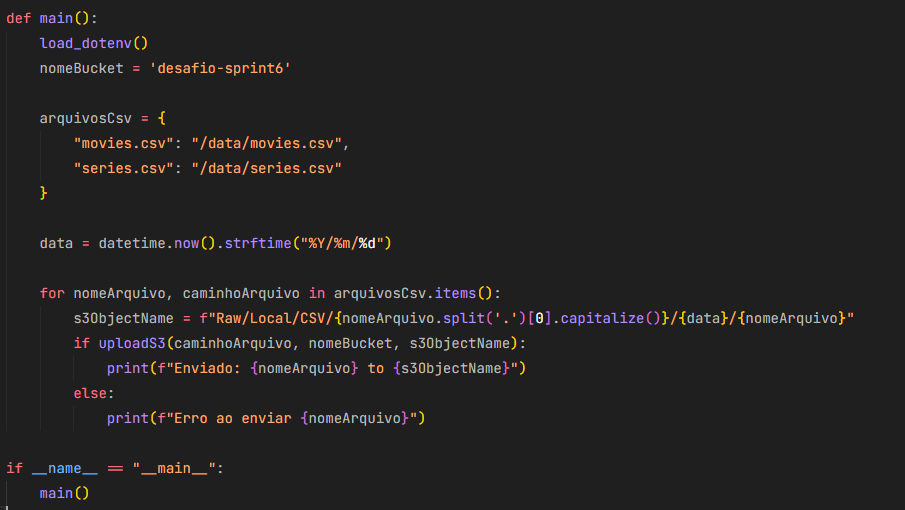 def main():
    load_dotenv()
    nomeBucket = 'desafio-sprint6'
    arquivosCsv = {
        "movies.csv": "/data/movies.csv",
        "series.csv": "/data/series.csv"
    }
    data = datetime.now().strftime("%Y/%m/%d")
    for nomeArquivo, caminhoArquivo in arquivosCsv.items():
        s3ObjectName = f"Raw/Local/CSV/{nomeArquivo.split('.')[0].capitalize()}/{data}/{nomeArquivo}"
        if uploadS3(caminhoArquivo, nomeBucket, s3ObjectName):
            print(f"Enviado: {nomeArquivo} to {s3ObjectName}")
        else:
            print(f"Erro ao enviar {nomeArquivo}")
if __name__ == "__main__":
    main()